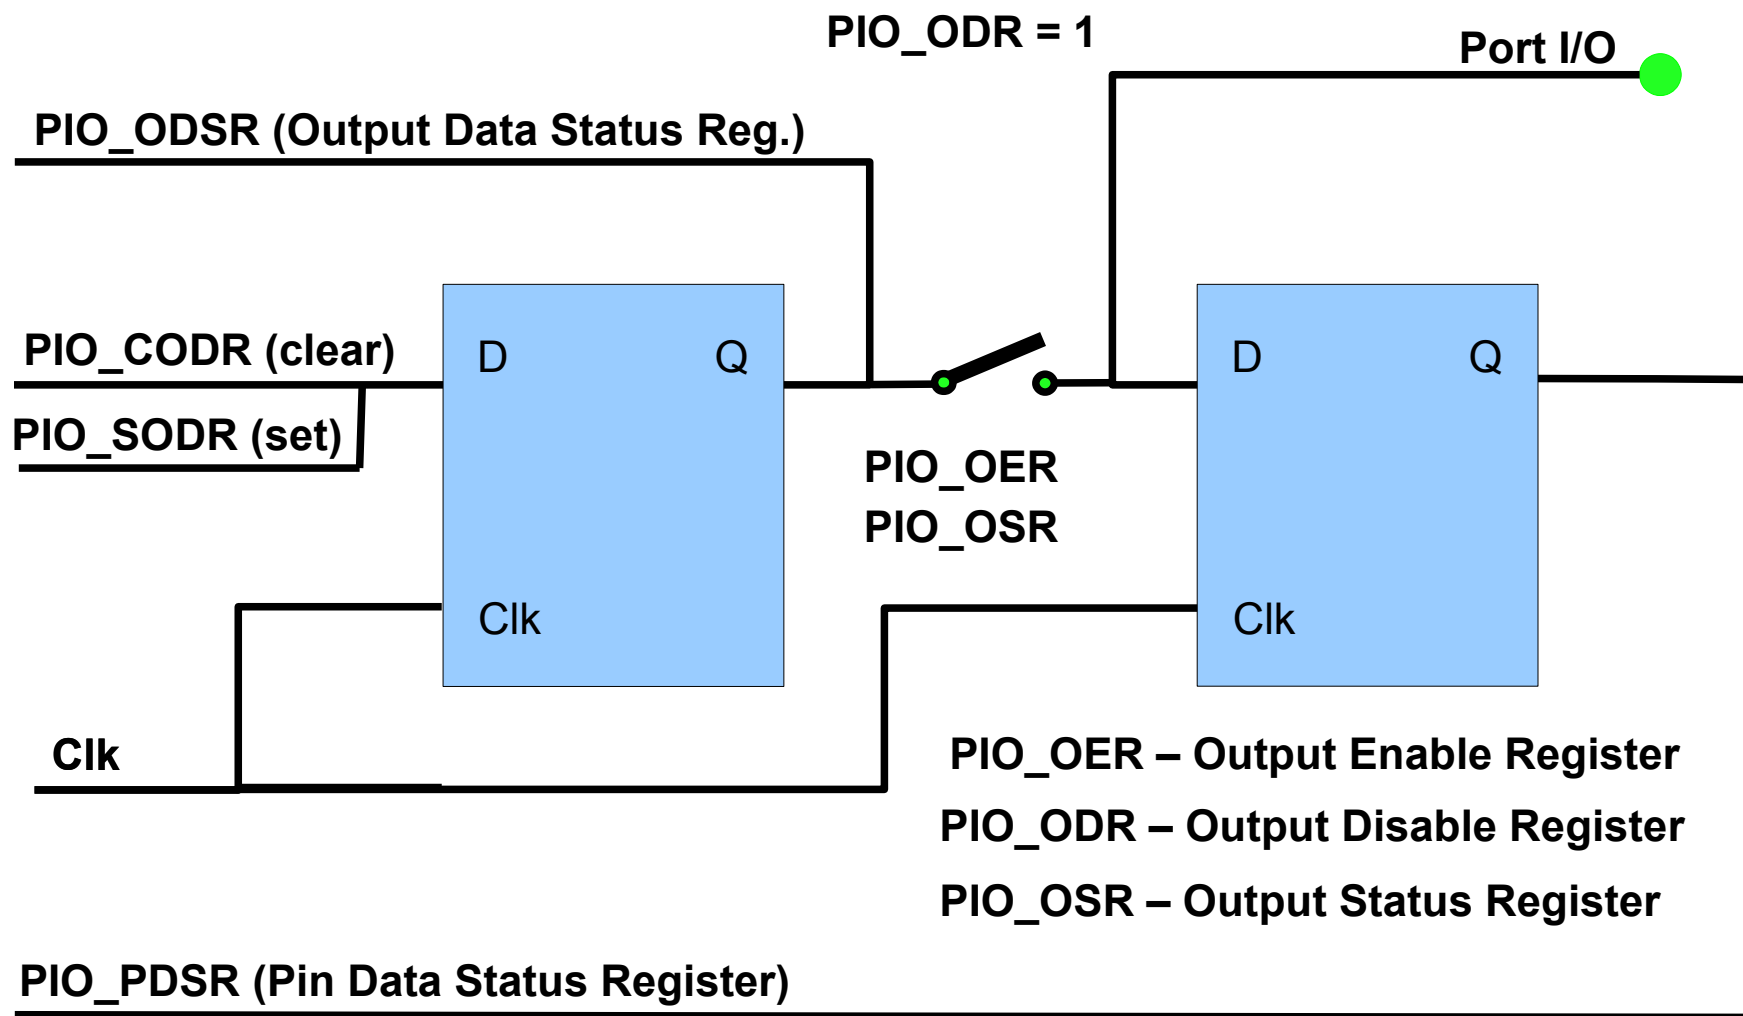 PIO_ODR = 1
Port I/O
PIO_ODSR (Output Data Status Reg.)
PIO_CODR (clear)
D
Q
D
Q
PIO_SODR (set)
PIO_OER
PIO_OSR
Clk
Clk
Clk
PIO_OER – Output Enable Register
PIO_ODR – Output Disable Register
PIO_OSR – Output Status Register
PIO_PDSR (Pin Data Status Register)